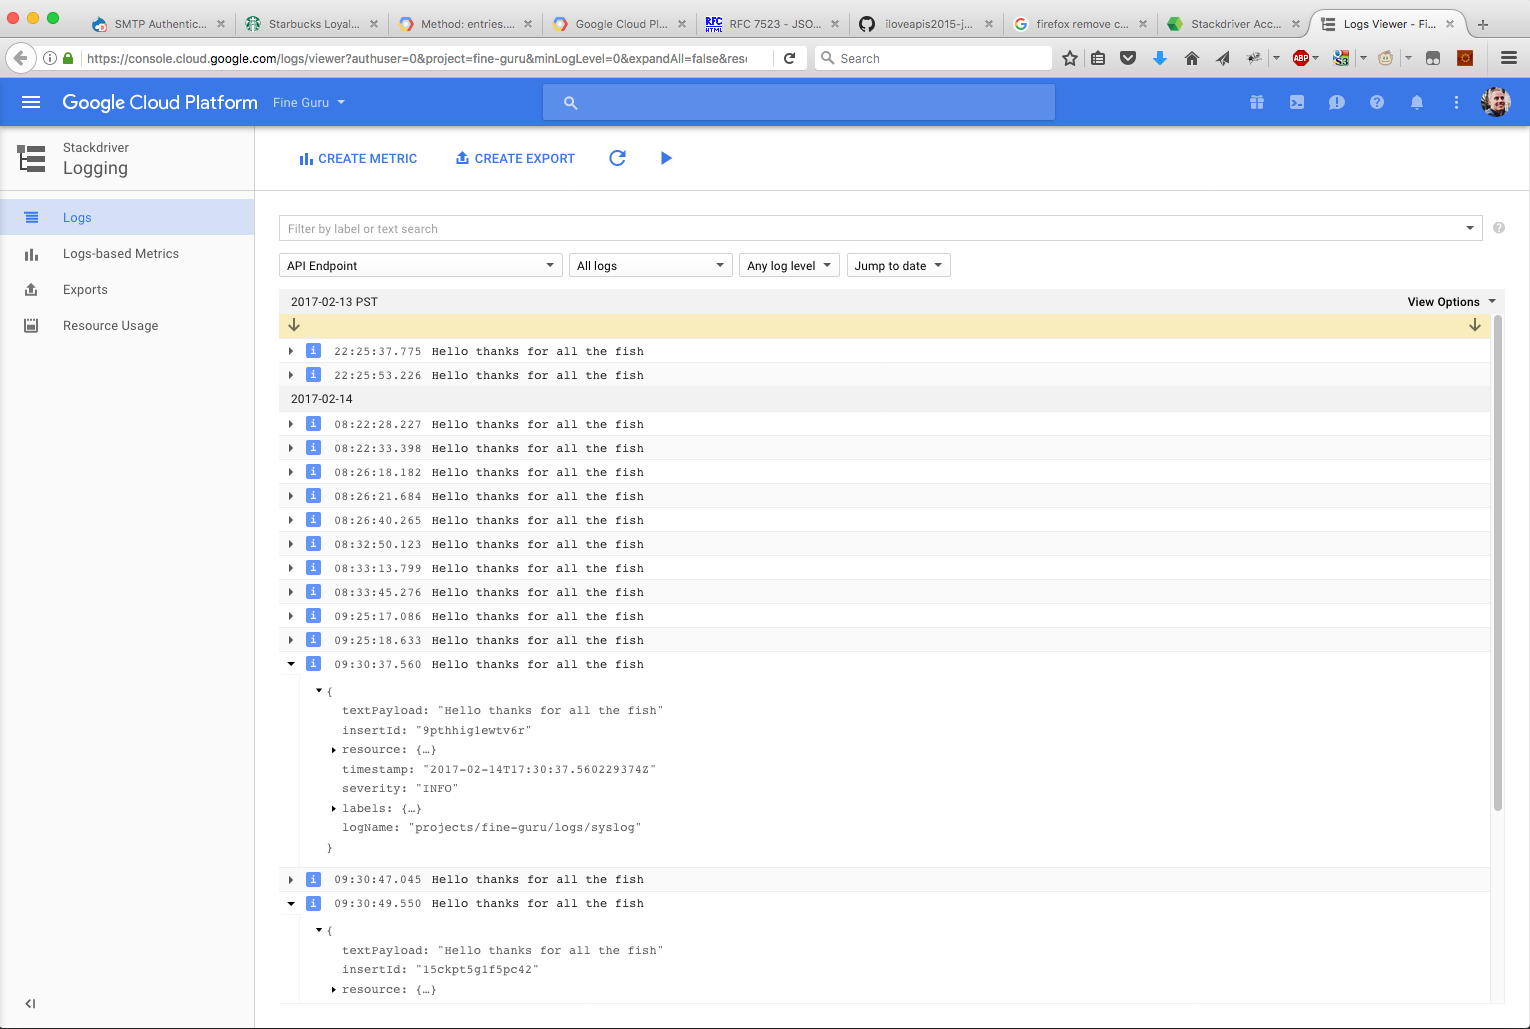 SMTP Authentic... × Starbucks Loyal... × Method: entries.... × Google Cloud Pl... × RFC HTML RFC 7523 - JSO... × iloveapis2015-j... × firefox remove c... × Stackdriver Acc... × Logs Viewer - Fi... ×
https://console.cloud.google.com/logs/viewer?authuser=0&project=fine-guru&minLogLevel=0&expandAll=false&reso Search ABP
Google Cloud Platform Fine Guru
Stackdriver
Logging
CREATE METRIC CREATE EXPORT
Logs
Logs-based Metrics
Exports
Resource Usage
Filter by label or text search
API Endpoint All logs Any log level Jump to date
2017-02-13 PST View Options
i 22:25:37.775 Hello thanks for all the fish
i 22:25:53.226 Hello thanks for all the fish
2017-02-14
i 08:22:28.227 Hello thanks for all the fish
i 08:22:33.398 Hello thanks for all the fish
i 08:26:18.182 Hello thanks for all the fish
i 08:26:21.684 Hello thanks for all the fish
i 08:26:40.265 Hello thanks for all the fish
i 08:32:50.123 Hello thanks for all the fish
i 08:33:13.799 Hello thanks for all the fish
i 08:33:45.276 Hello thanks for all the fish
i 09:25:17.086 Hello thanks for all the fish
i 09:25:18.633 Hello thanks for all the fish
i 09:30:37.560 Hello thanks for all the fish
{
textPayload: "Hello thanks for all the fish"
insertId: "9pthhig1ewtv6r"
resource: {…}
timestamp: "2017-02-14T17:30:37.560229374Z"
severity: "INFO"
labels: {…}
logName: "projects/fine-guru/logs/syslog"
}
i 09:30:47.045 Hello thanks for all the fish
i 09:30:49.550 Hello thanks for all the fish
{
textPayload: "Hello thanks for all the fish"
insertId: "15ckpt5g1f5pc42"
resource: {…}